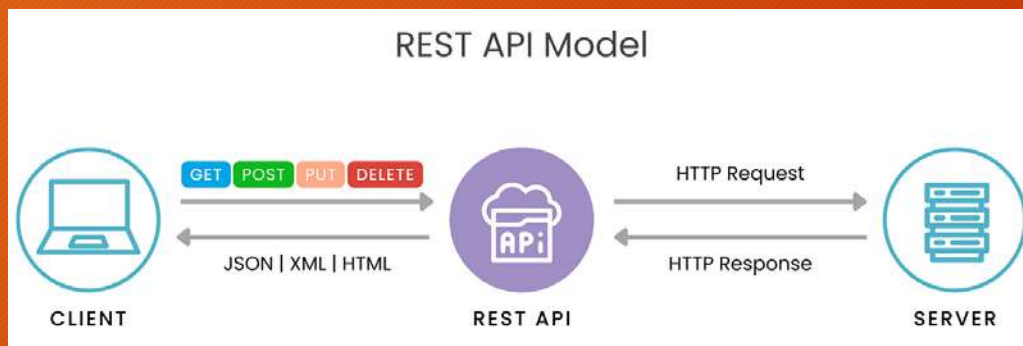 REST API Model
GET POST PUT DELETE
HTTP Request
API
JSON | XML | HTML
HTTP Response
CLIENT
REST API
SERVER